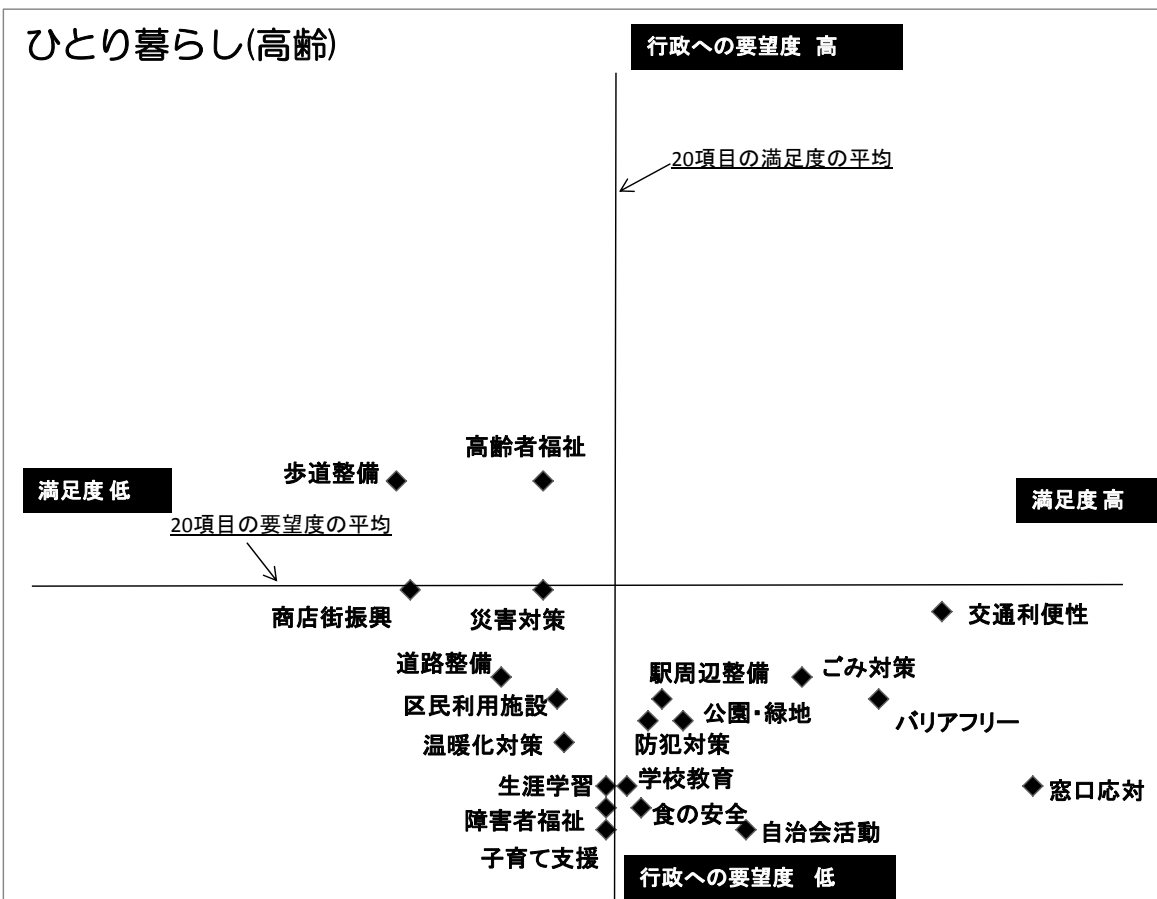 ひとり暮らし(高齢)
行政への要望度 高
20項目の満足度の平均
高齢者福祉
歩道整備
満足度 低
満足度 高
20項目の要望度の平均
商店街振興
災害対策
交通利便性
道路整備
駅周辺整備
ごみ対策
区民利用施設
公園・緑地
バリアフリー
温暖化対策
防犯対策
生涯学習
学校教育
窓口応対
障害者福祉
食の安全
自治会活動
子育て支援
行政への要望度 低